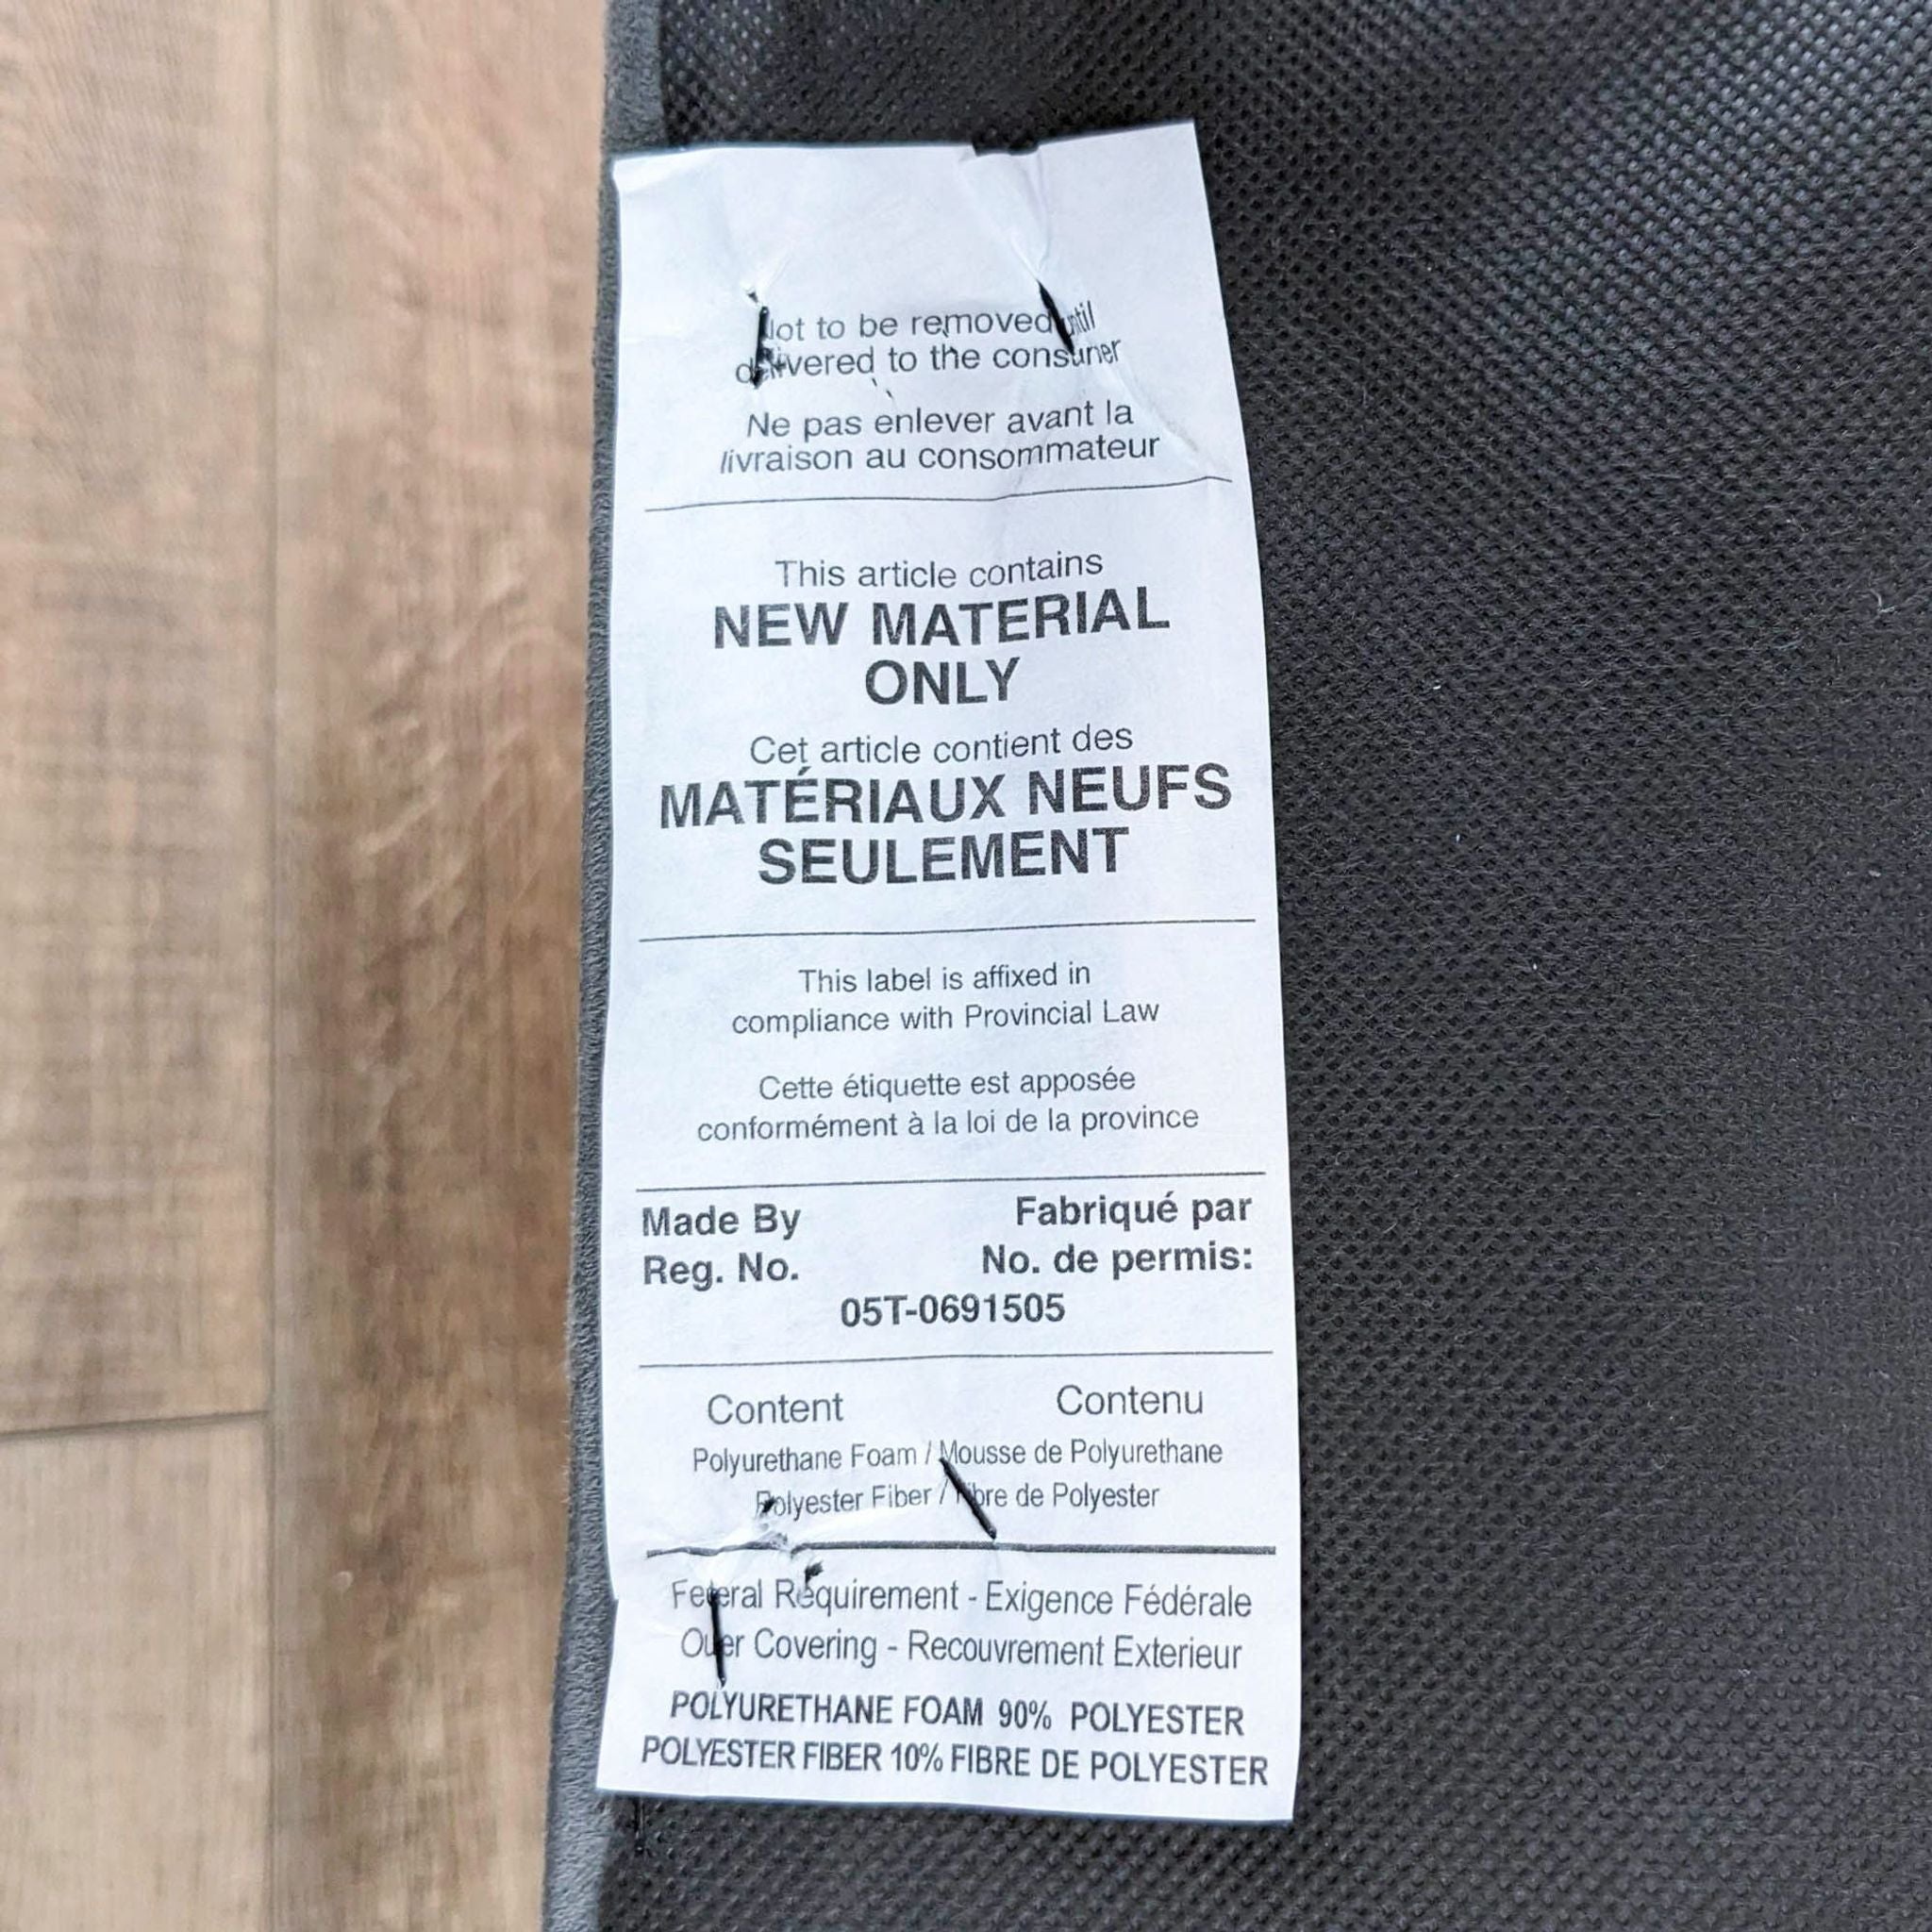 Not to be removed until
delivered to the consumer
Ne pas enlever avant la
livraison au consommateur
This article contains
NEW MATERIAL
ONLY
Cet article contient des
MATÉRIAUX NEUFS
SEULEMENT
This label is affixed in
compliance with Provincial Law
Cette étiquette est apposée
conformément à la loi de la province
Made By Fabriqué par
Reg. No. No. de permis:
05T-0691505
Content Contenu
Polyurethane Foam / Mousse de Polyurethane
Polyester Fiber / Fibre de Polyester
Federal Requirement - Exigence Fédérale
Outer Covering - Recouvrement Exterieur
POLYURETHANE FOAM 90% POLYESTER
POLYESTER FIBER 10% FIBRE DE POLYESTER